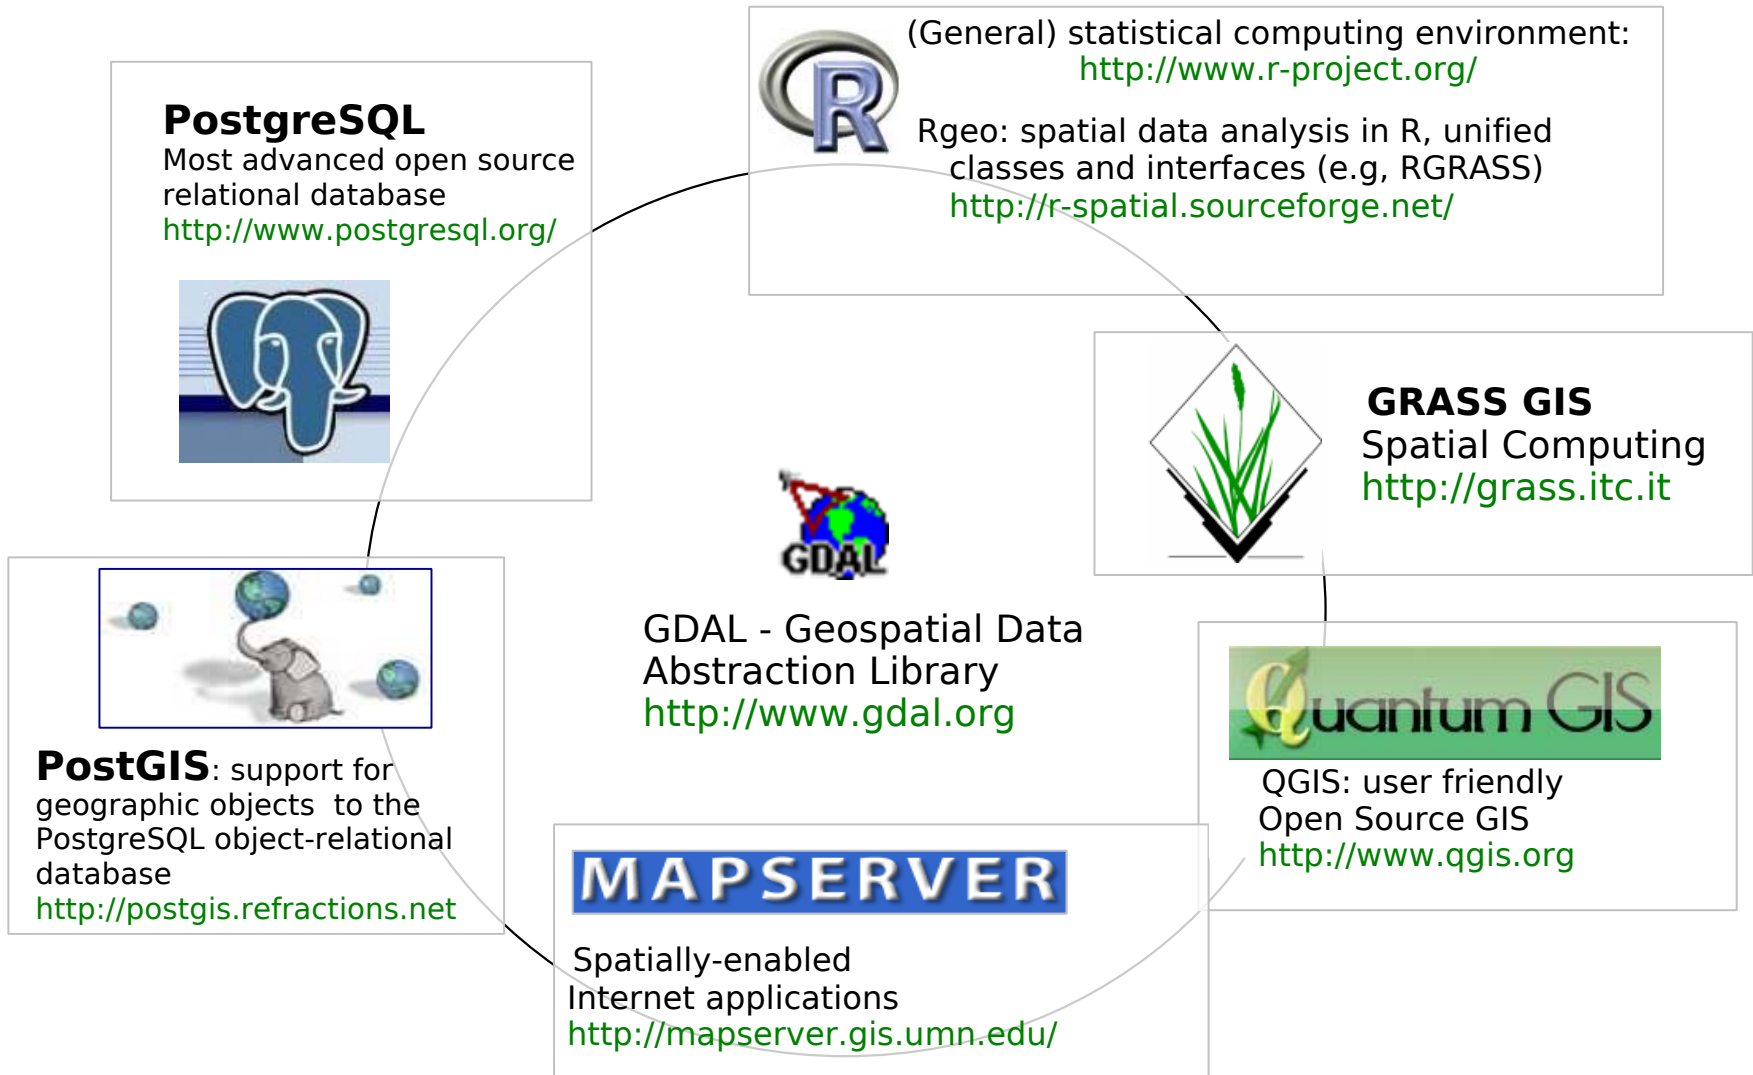 (General) statistical computing environment:
http://www.r-project.org/
Rgeo: spatial data analysis in R, unified
classes and interfaces (e.g, RGRASS)
http://r-spatial.sourceforge.net/
R
PostgreSQL
Most advanced open source
relational database
http://www.postgresql.org/
GRASS GIS
Spatial Computing
http://grass.itc.it
GDAL
GDAL - Geospatial Data
Abstraction Library
http://www.gdal.org
Quantum GIS
QGIS: user friendly
Open Source GIS
http://www.qgis.org
PostGIS: support for
geographic objects  to the
PostgreSQL object-relational
database
http://postgis.refractions.net
MAPSERVER
Spatially-enabled
Internet applications
http://mapserver.gis.umn.edu/